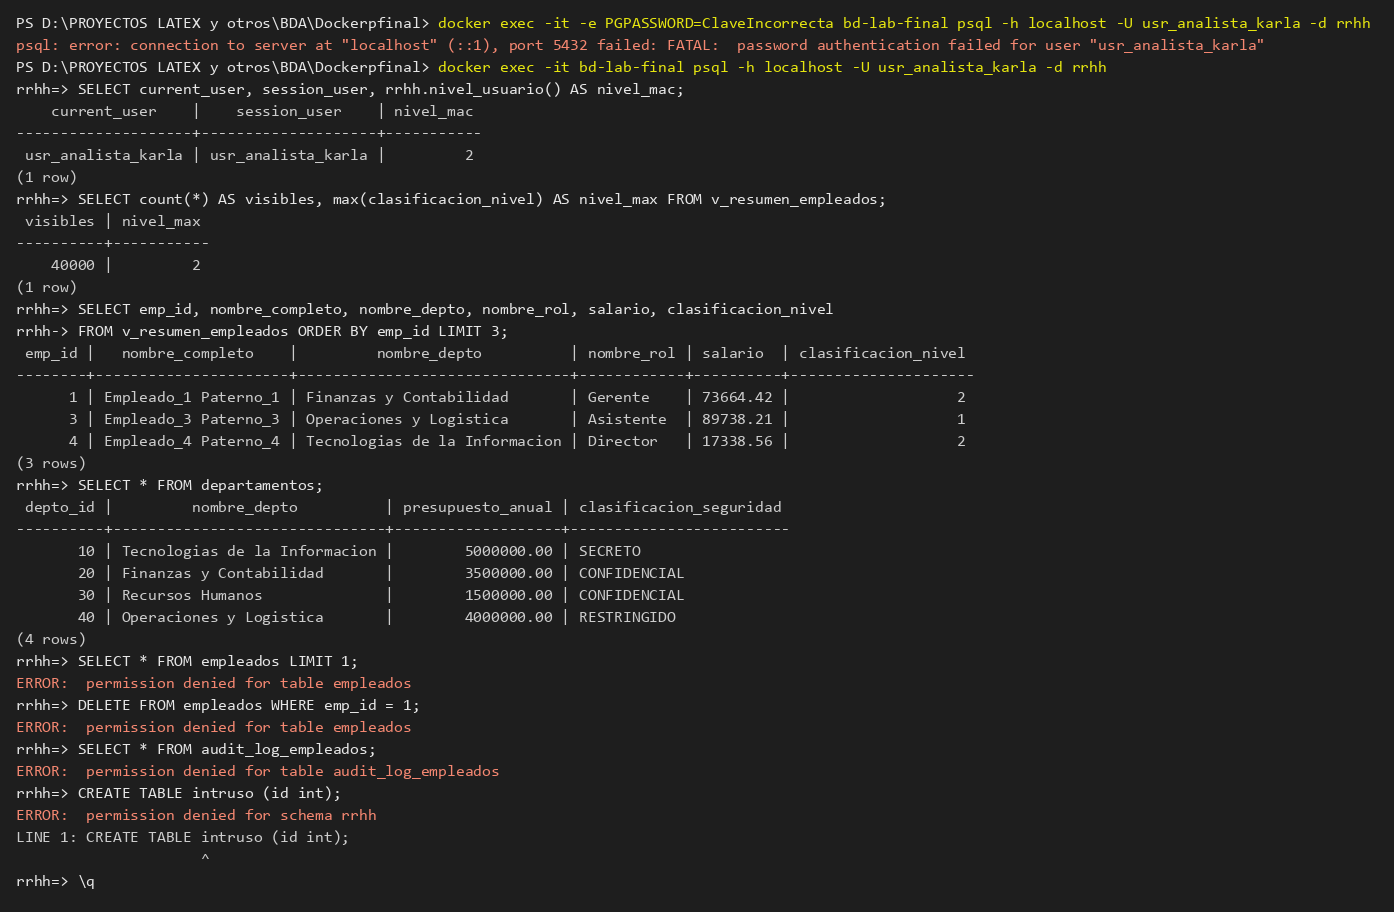 PS D:\PROYECTOS LATEX y otros\BDA\Dockerpfinal> docker exec -it -e PGPASSWORD=ClaveIncorrecta bd-lab-final psql -h localhost -U usr_analista_karla -d rrhh
psql: error: connection to server at "localhost" (::1), port 5432 failed: FATAL:  password authentication failed for user "usr_analista_karla"
PS D:\PROYECTOS LATEX y otros\BDA\Dockerpfinal> docker exec -it bd-lab-final psql -h localhost -U usr_analista_karla -d rrhh
rrhh=> SELECT current_user, session_user, rrhh.nivel_usuario() AS nivel_mac;
    current_user    |    session_user    | nivel_mac
--------------------+--------------------+-----------
 usr_analista_karla | usr_analista_karla |         2
(1 row)
rrhh=> SELECT count(*) AS visibles, max(clasificacion_nivel) AS nivel_max FROM v_resumen_empleados;
 visibles | nivel_max
----------+-----------
    40000 |         2
(1 row)
rrhh=> SELECT emp_id, nombre_completo, nombre_depto, nombre_rol, salario, clasificacion_nivel
rrhh-> FROM v_resumen_empleados ORDER BY emp_id LIMIT 3;
 emp_id |   nombre_completo    |         nombre_depto          | nombre_rol | salario  | clasificacion_nivel
--------+----------------------+-------------------------------+------------+----------+---------------------
      1 | Empleado_1 Paterno_1 | Finanzas y Contabilidad       | Gerente    | 73664.42 |                   2
      3 | Empleado_3 Paterno_3 | Operaciones y Logistica       | Asistente  | 89738.21 |                   1
      4 | Empleado_4 Paterno_4 | Tecnologias de la Informacion | Director   | 17338.56 |                   2
(3 rows)
rrhh=> SELECT * FROM departamentos;
 depto_id |         nombre_depto          | presupuesto_anual | clasificacion_seguridad
----------+-------------------------------+-------------------+-------------------------
       10 | Tecnologias de la Informacion |        5000000.00 | SECRETO
       20 | Finanzas y Contabilidad       |        3500000.00 | CONFIDENCIAL
       30 | Recursos Humanos              |        1500000.00 | CONFIDENCIAL
       40 | Operaciones y Logistica       |        4000000.00 | RESTRINGIDO
(4 rows)
rrhh=> SELECT * FROM empleados LIMIT 1;
ERROR:  permission denied for table empleados
rrhh=> DELETE FROM empleados WHERE emp_id = 1;
ERROR:  permission denied for table empleados
rrhh=> SELECT * FROM audit_log_empleados;
ERROR:  permission denied for table audit_log_empleados
rrhh=> CREATE TABLE intruso (id int);
ERROR:  permission denied for schema rrhh
LINE 1: CREATE TABLE intruso (id int);
                     ^
rrhh=> \q